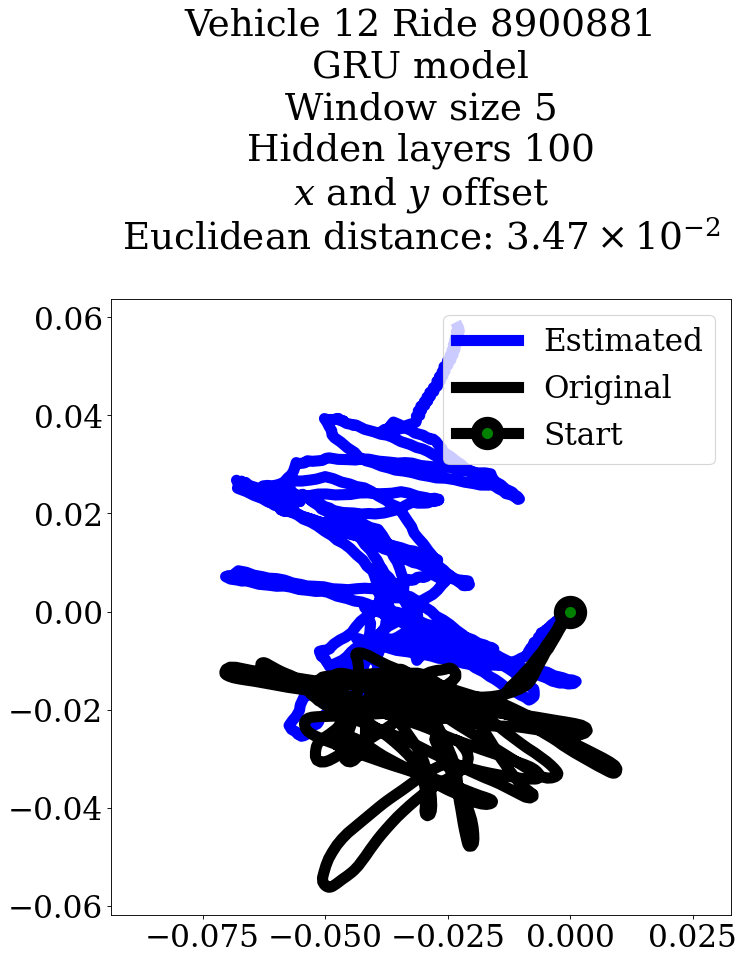 Vehicle 12 Ride 8900881
GRU model
Window size 5
Hidden layers 100
x and y offset
Euclidean distance: 3.47 × 10⁻²
Estimated
Original
Start
0.06
0.04
0.02
0.00
−0.02
−0.04
−0.06
−0.075 −0.050 −0.025 0.000 0.025